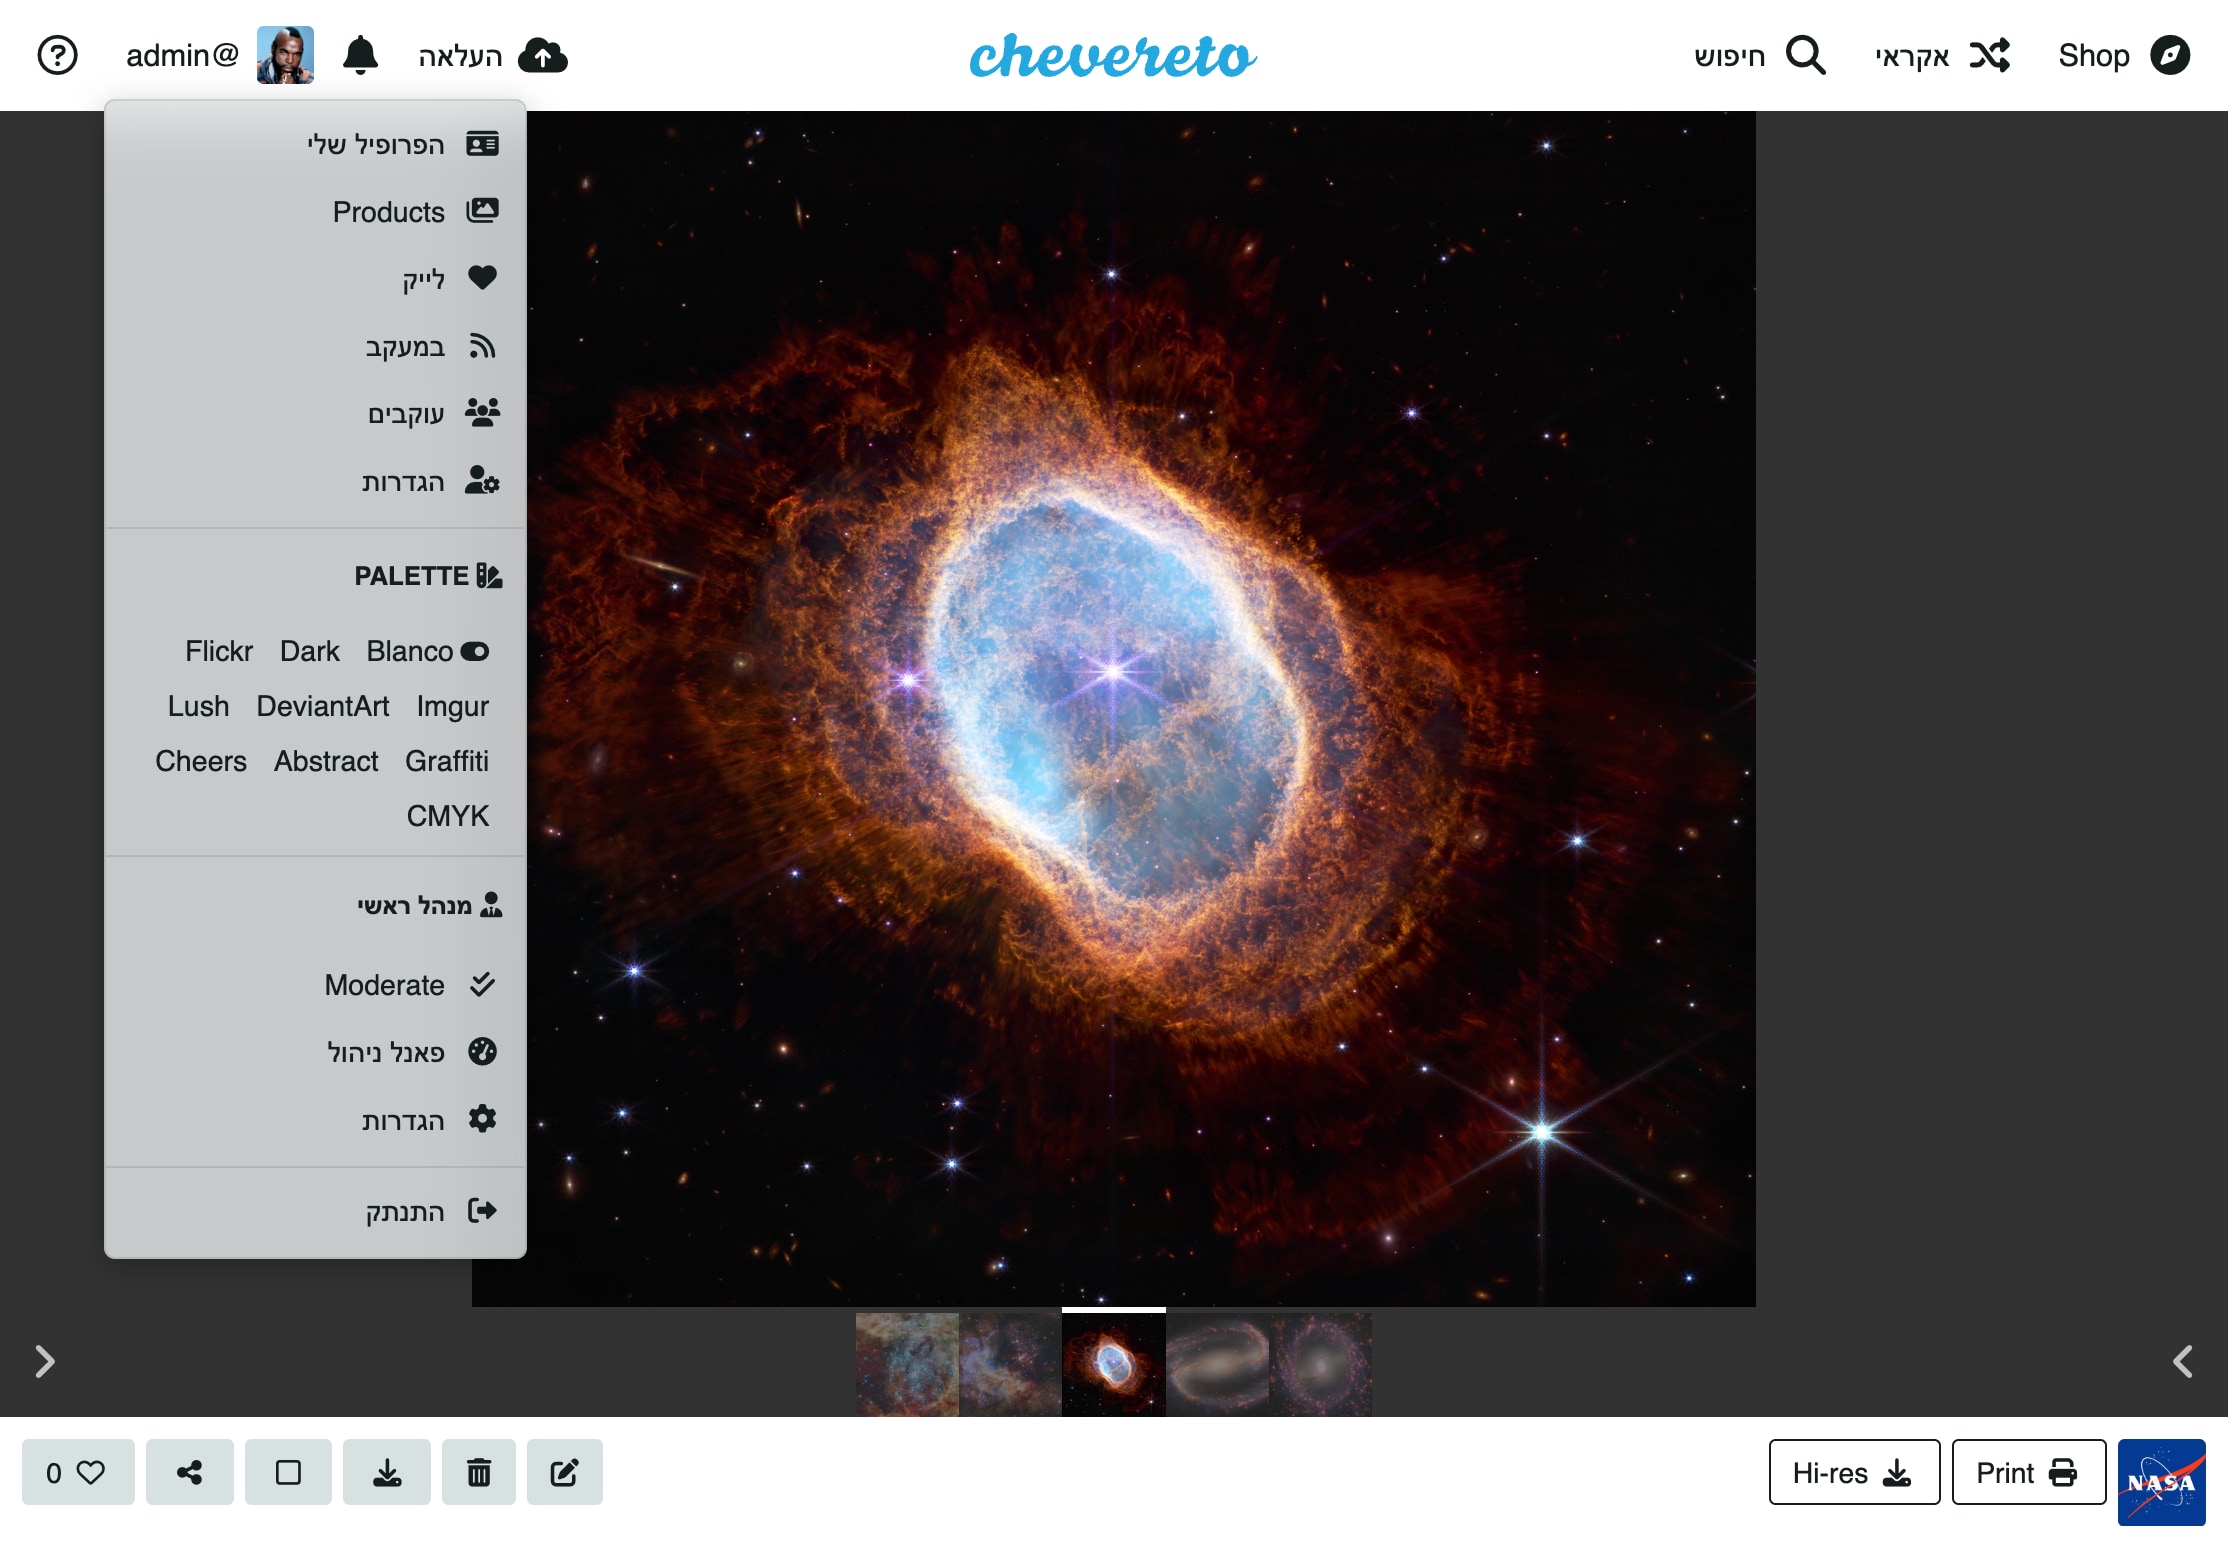 Shop
אקראי
חיפוש
chevereto
העלאה
admin@
הפרופיל שלי
Products
לייק
במעקב
עוקבים
הגדרות
PALETTE
Blanco Dark Flickr
Imgur DeviantArt Lush
Graffiti Abstract Cheers
CMYK
מנהל ראשי
Moderate
פאנל ניהול
הגדרות
התנתק
NASA
Print
Hi-res
0